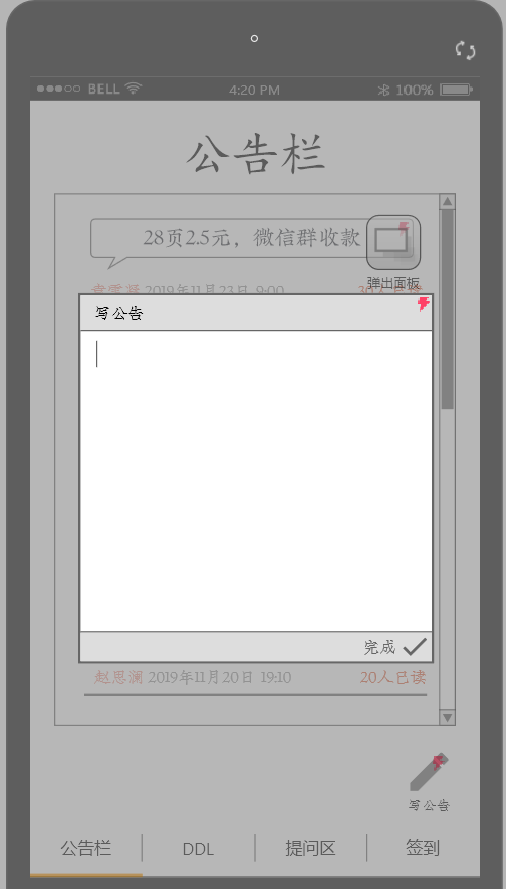 BELL 4:20 PM 100%
公告栏
28页2.5元，微信群收款
弹出面板
2019年11月23日 9:00
写公告
完成
赵思澜 2019年11月20日 19:10 20人已读
写公告
公告栏 DDL 提问区 签到